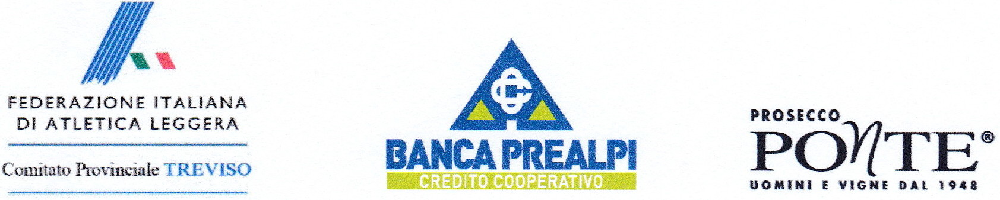 FEDERAZIONE ITALIANA
DI ATLETICA LEGGERA
Comitato Provinciale TREVISO
BANCA PREALPI
CREDITO COOPERATIVO
PROSECCO
PONTE®
UOMINI E VIGNE DAL 1948